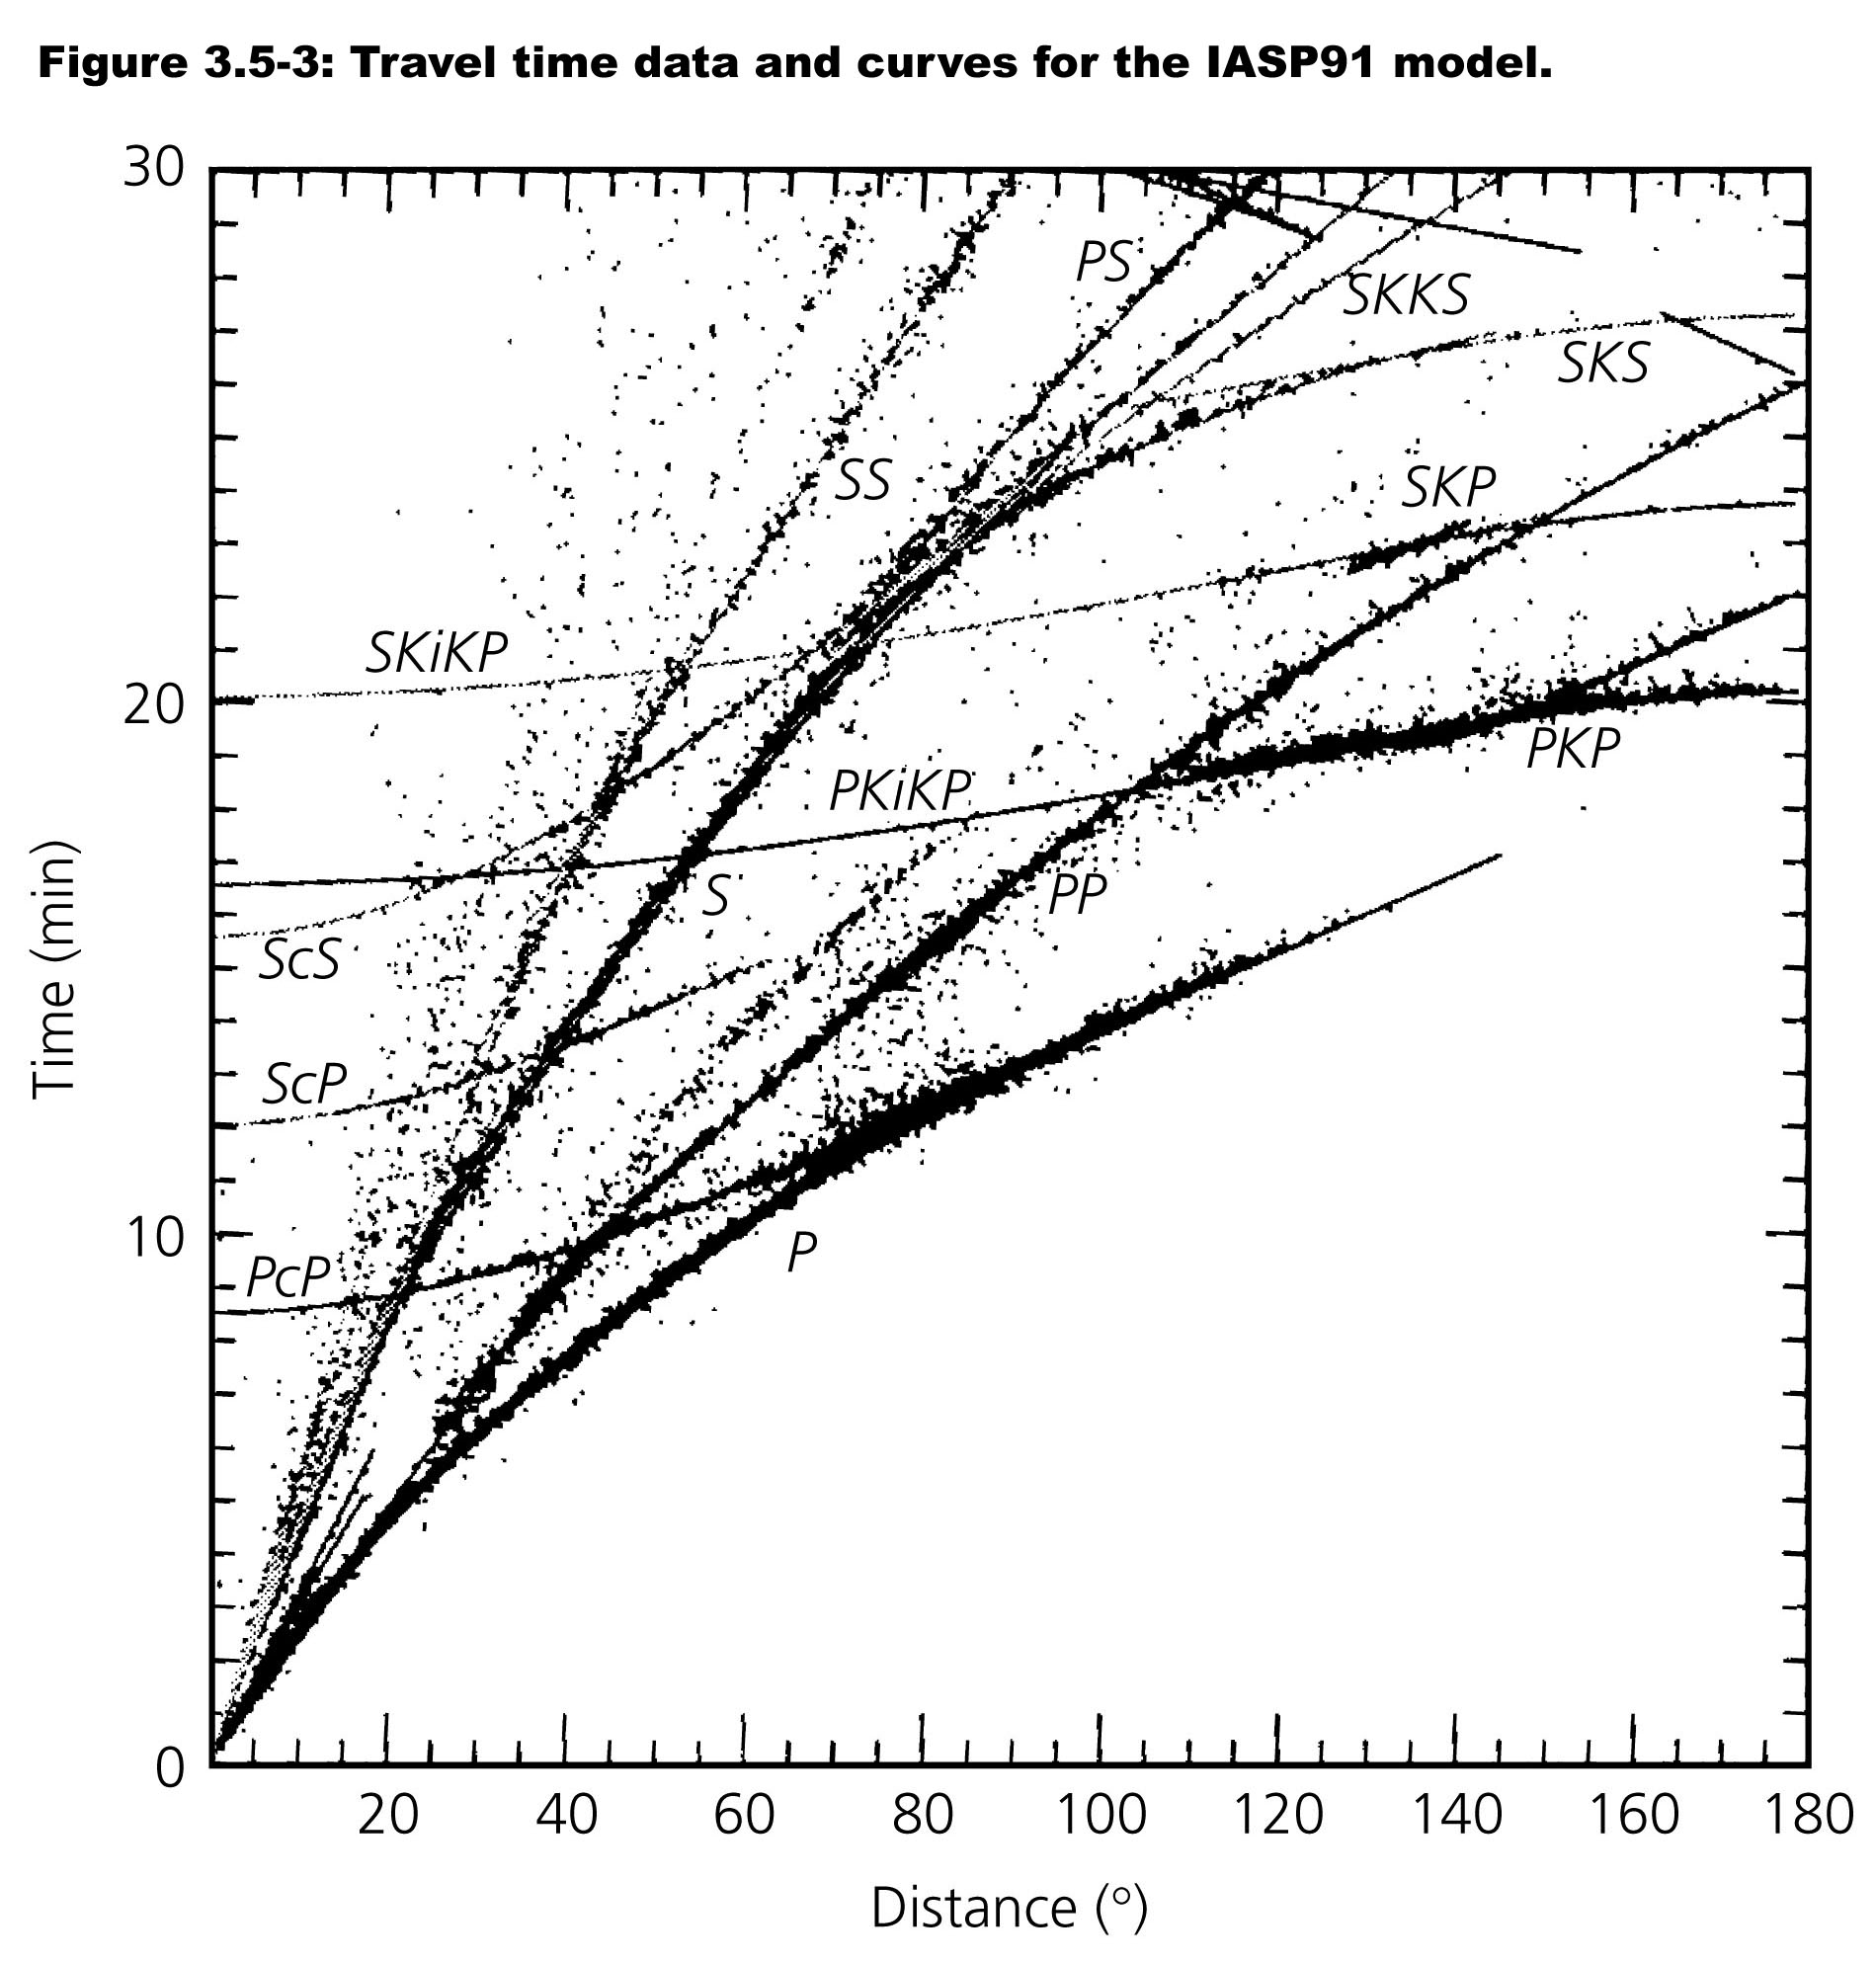 Figure 3.5-3: Travel time data and curves for the IASP91 model.
30
PS
SKKS
SKS
SS
SKP
SKiKP
20
PKP
PKiKP
S
PP
ScS
Time (min)
ScP
10
P
PcP
0
20 40 60 80 100 120 140 160 180
Distance (°)